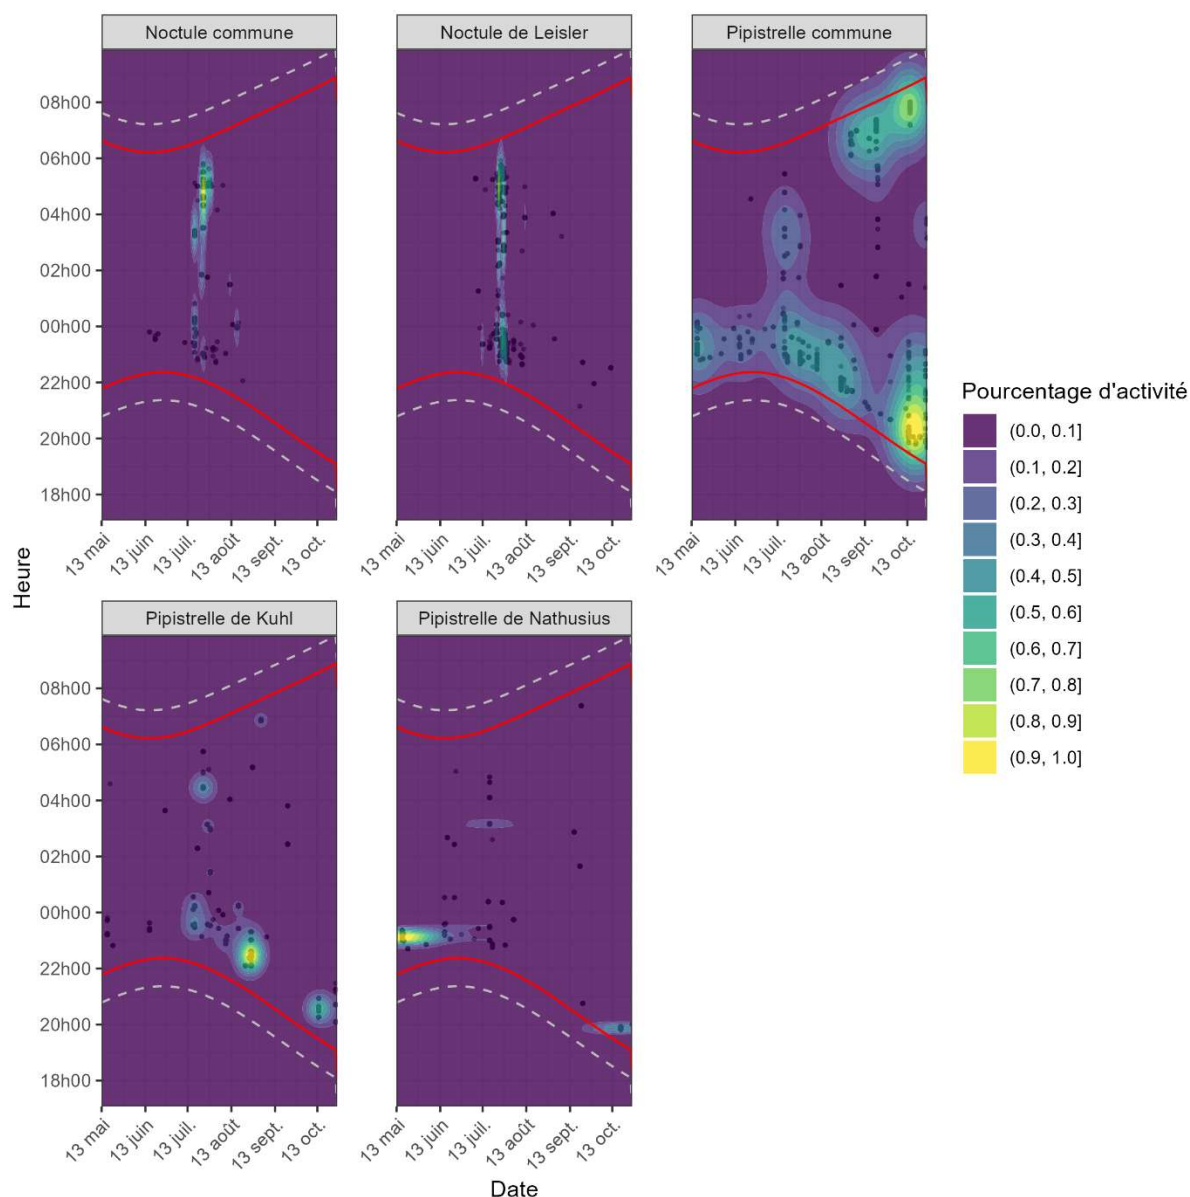 Noctule commune
Noctule de Leisler
Pipistrelle commune
08h00
06h00
04h00
02h00
00h00
22h00
20h00
18h00
13 mai
13 juin
13 juil.
13 août
13 sept.
13 oct.
13 mai
13 juin
13 juil.
13 août
13 sept.
13 oct.
13 mai
13 juin
13 juil.
13 août
13 sept.
13 oct.
Heure
Pipistrelle de Kuhl
Pipistrelle de Nathusius
08h00
06h00
04h00
02h00
00h00
22h00
20h00
18h00
13 mai
13 juin
13 juil.
13 août
13 sept.
13 oct.
13 mai
13 juin
13 juil.
13 août
13 sept.
13 oct.
Date
Pourcentage d'activité
(0.0, 0.1]
(0.1, 0.2]
(0.2, 0.3]
(0.3, 0.4]
(0.4, 0.5]
(0.5, 0.6]
(0.6, 0.7]
(0.7, 0.8]
(0.8, 0.9]
(0.9, 1.0]